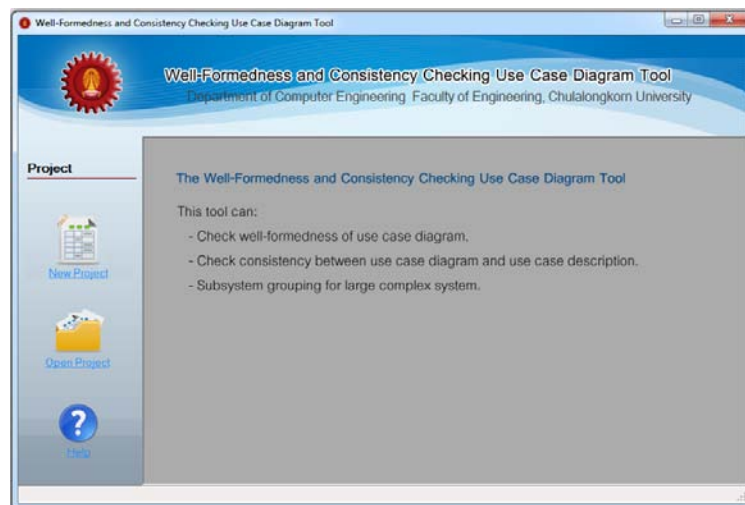 Well-Formedness and Consistency Checking Use Case Diagram Tool
Well-Formedness and Consistency Checking Use Case Diagram Tool
Department of Computer Engineering Faculty of Engineering, Chulalongkorn University
Project
The Well-Formedness and Consistency Checking Use Case Diagram Tool
This tool can:
- Check well-formedness of use case diagram.
- Check consistency between use case diagram and use case description.
- Subsystem grouping for large complex system.
New Project
Open Project
Help